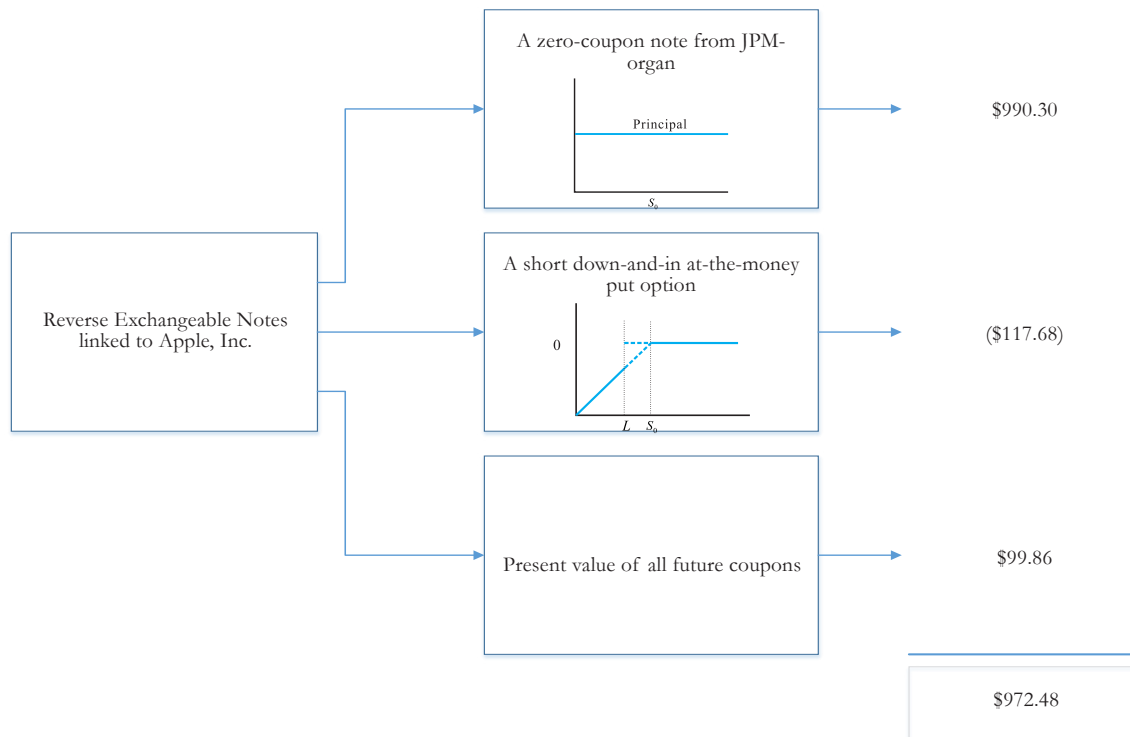 A zero-coupon note from JPM-
organ
Principal
S₀
$990.30
Reverse Exchangeable Notes
linked to Apple, Inc.
A short down-and-in at-the-money
put option
0
L S₀
($117.68)
Present value of all future coupons
$99.86
$972.48